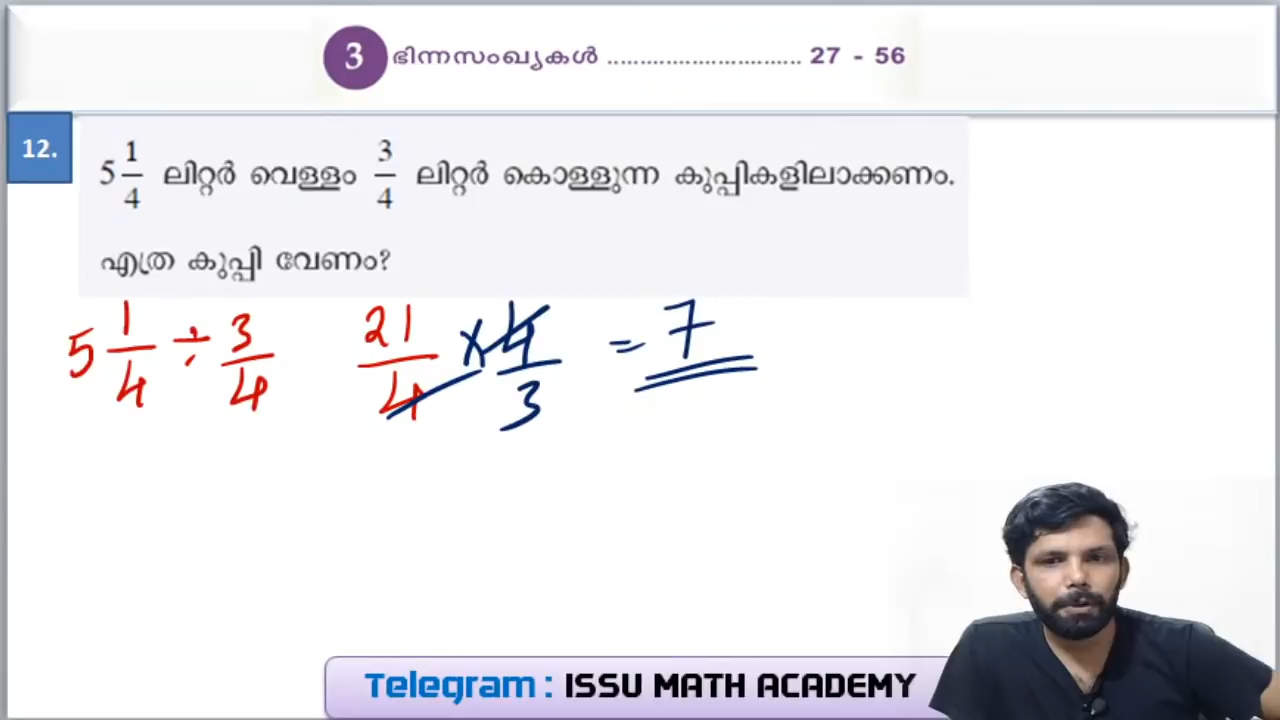 3 ഭിന്നസംഖ്യകൾ .............................. 27 - 56
12.
5 1/4 ലിറ്റർ വെള്ളം 3/4 ലിറ്റർ കൊള്ളുന്ന കുപ്പികളിലാക്കണം.
എത്ര കുപ്പി വേണം?
5 1/4 ÷ 3/4 21/4 × 4/3 = 7
Telegram : ISSU MATH ACADEMY